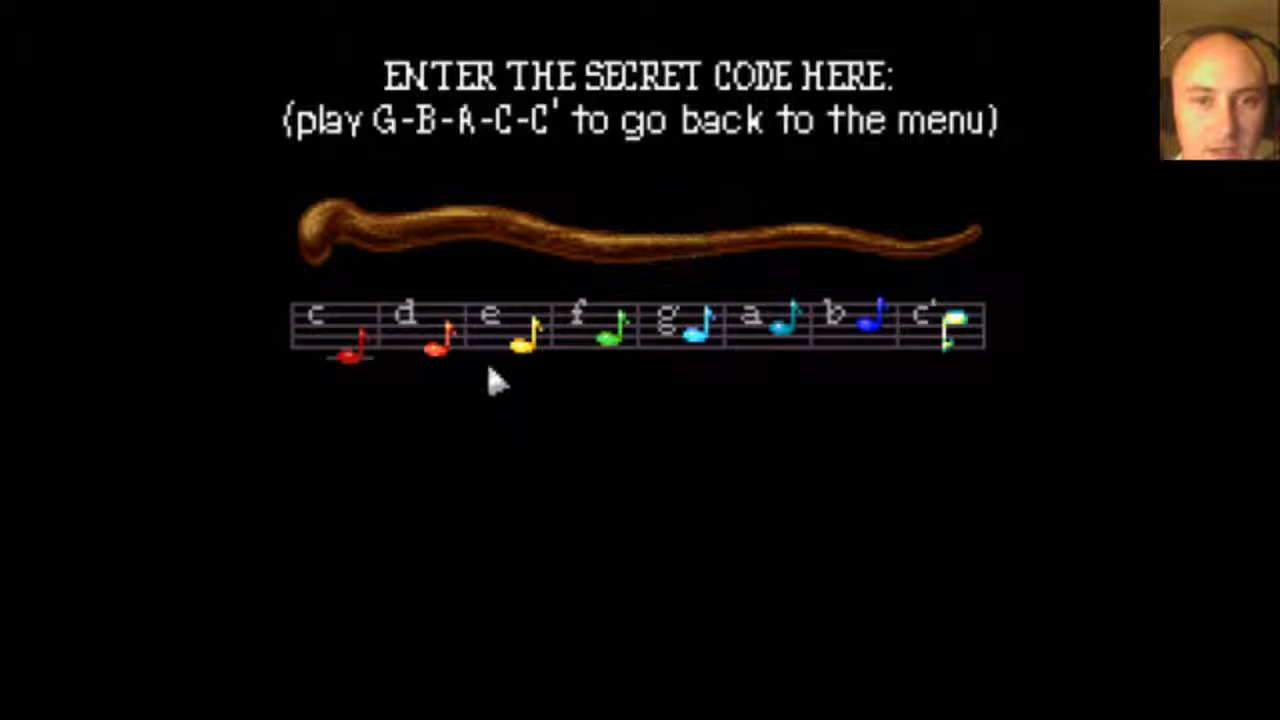 ENTER THE SECRET CODE HERE:
(play G-B-A-C-C' to go back to the menu)
c d e f g a b c'